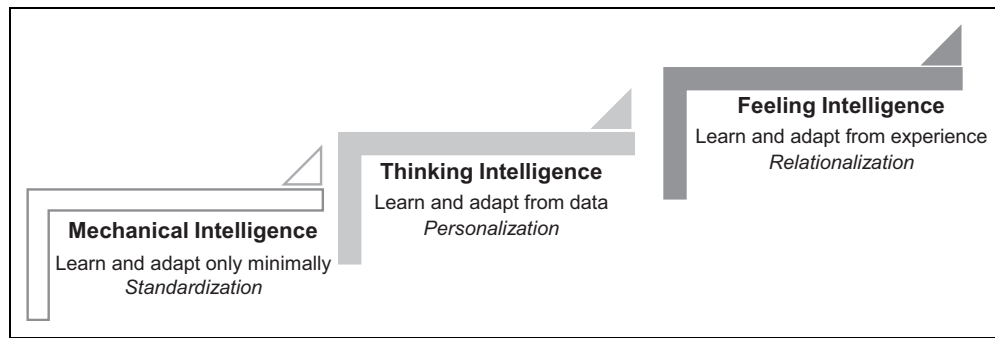 Mechanical Intelligence
Learn and adapt only minimally
Standardization
Thinking Intelligence
Learn and adapt from data
Personalization
Feeling Intelligence
Learn and adapt from experience
Relationalization